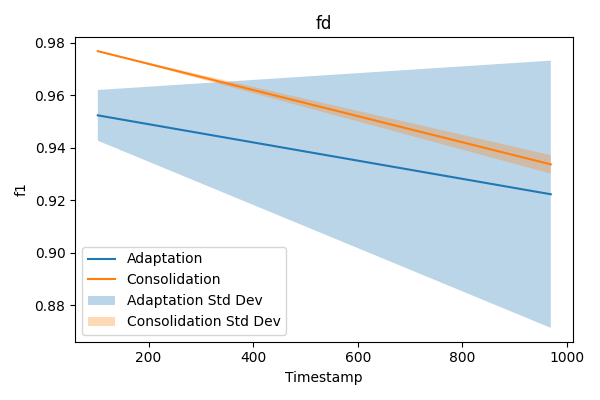 fd
f1
0.98
0.96
0.94
0.92
0.90
0.88
Adaptation
Consolidation
Adaptation Std Dev
Consolidation Std Dev
200
400
600
800
1000
Timestamp